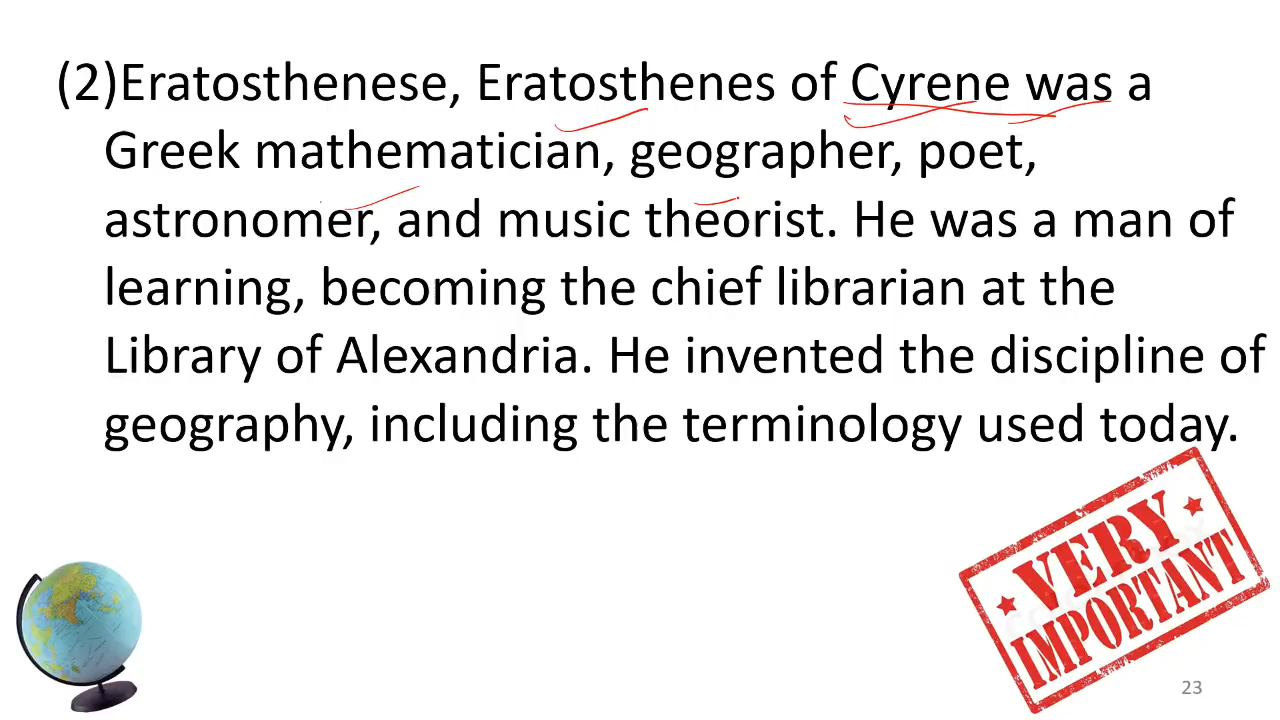 (2)Eratosthenese, Eratosthenes of Cyrene was a
Greek mathematician, geographer, poet,
astronomer, and music theorist. He was a man of
learning, becoming the chief librarian at the
Library of Alexandria. He invented the discipline of
geography, including the terminology used today.
VERY
IMPORTANT
23